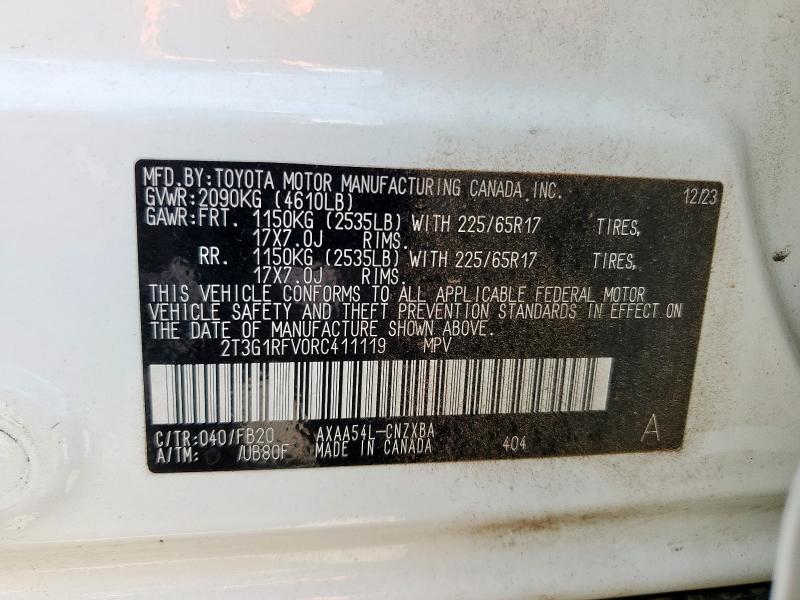 MFD.BY:TOYOTA MOTOR MANUFACTURING CANADA, INC. 12/23
GVWR:2090KG (4610LB)
GAWR:FRT. 1150KG (2535LB) WITH 225/65R17 TIRES,
17X7.0J RIMS.
RR. 1150KG (2535LB) WITH 225/65R17 TIRES,
17X7.0J RIMS.
THIS VEHICLE CONFORMS TO ALL APPLICABLE FEDERAL MOTOR
VEHICLE SAFETY AND THEFT PREVENTION STANDARDS IN EFFECT ON
THE DATE OF MANUFACTURE SHOWN ABOVE.
2T3G1RFV0RC411119 MPV
C/TR:040/FB20 AXAA54L-CNZXBA A
A/TM: /UB80F MADE IN CANADA 404